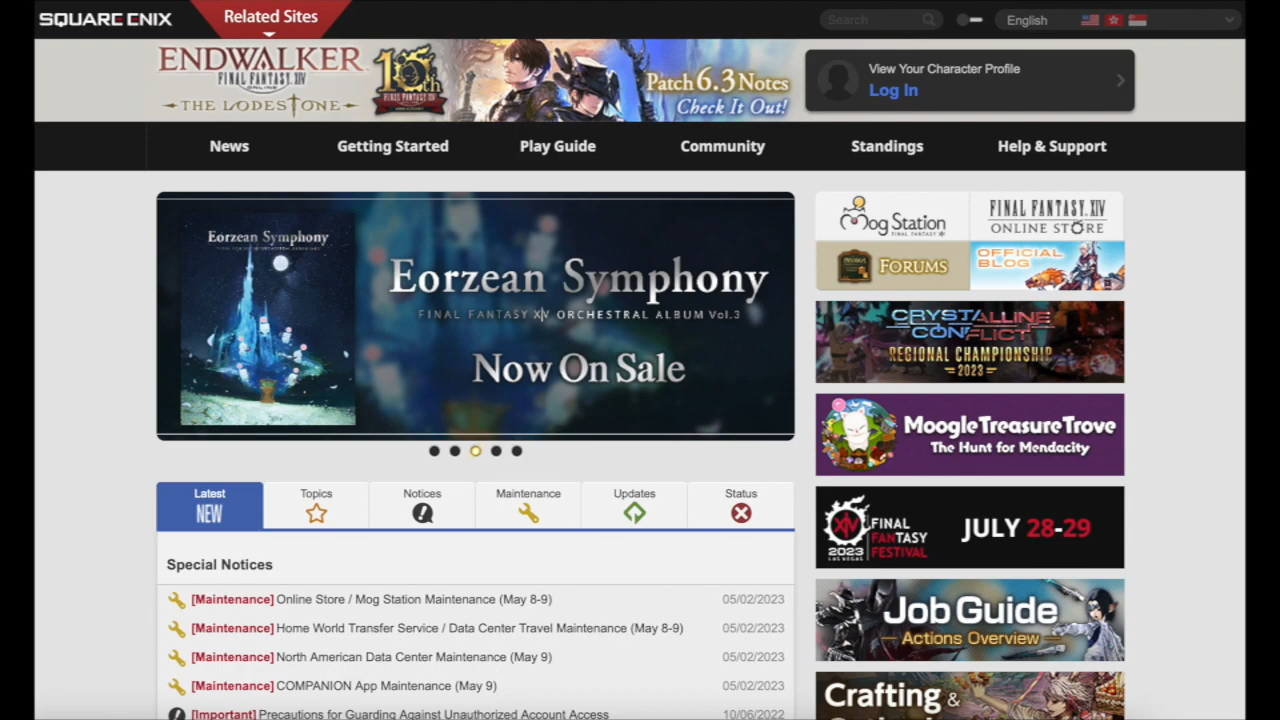 SQUARE ENIX
Related Sites
Search
English
ENDWALKER
FINAL FANTASY XIV
ONLINE
THE LODESTONE
10th
Patch 6.3 Notes
Check It Out!
View Your Character Profile
Log In
News
Getting Started
Play Guide
Community
Standings
Help & Support
Eorzean Symphony
Eorzean Symphony
FINAL FANTASY XIV ORCHESTRAL ALBUM Vol.3
Now On Sale
Mog Station
FINAL FANTASY XIV
FINAL FANTASY XIV
ONLINE STORE
FORUMS
OFFICIAL
BLOG
CRYSTALLINE
CONFLICT
REGIONAL CHAMPIONSHIP
2023
Moogle Treasure Trove
The Hunt for Mendacity
XIV
FINAL
FANTASY
FESTIVAL
2023
LAS VEGAS
JULY 28-29
Job Guide
Actions Overview
Crafting &
Latest
NEW
Topics
Notices
Maintenance
Updates
Status
Special Notices
[Maintenance] Online Store / Mog Station Maintenance (May 8-9) 05/02/2023
[Maintenance] Home World Transfer Service / Data Center Travel Maintenance (May 8-9) 05/02/2023
[Maintenance] North American Data Center Maintenance (May 9) 05/02/2023
[Maintenance] COMPANION App Maintenance (May 9) 05/02/2023
[Important] Precautions for Guarding Against Unauthorized Account Access 10/06/2022